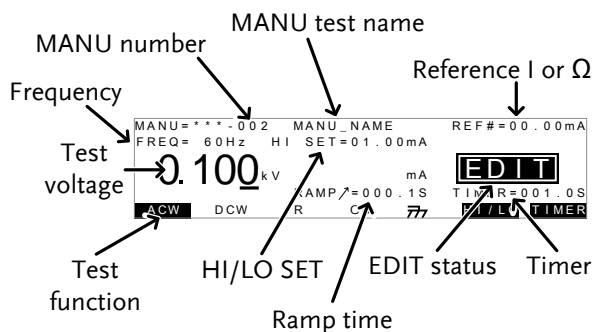 MANU test name
MANU number
Reference I or Ω
Frequency
MANU=***-002 MANU_NAME REF#=00.00mA
FREQ= 60Hz HI SET=01.00mA
Test
voltage
0.100kV mA EDIT
RAMP↗=000.1S TIMER=001.0S
ACW DCW R HI/LO TIMER
Test
function
HI/LO SET
EDIT status
Timer
Ramp time